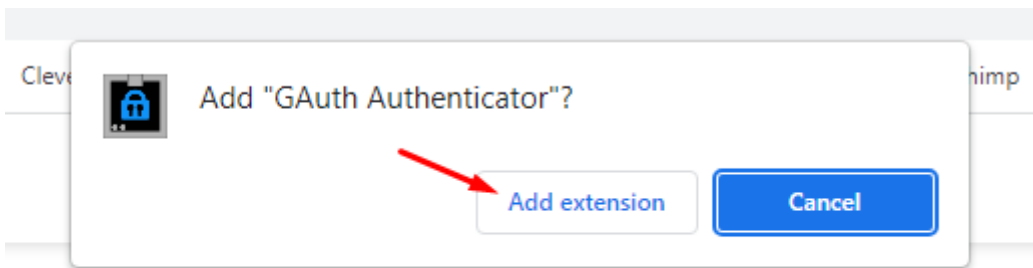 Cleve
Add "GAuth Authenticator"?
himp
Add extension
Cancel